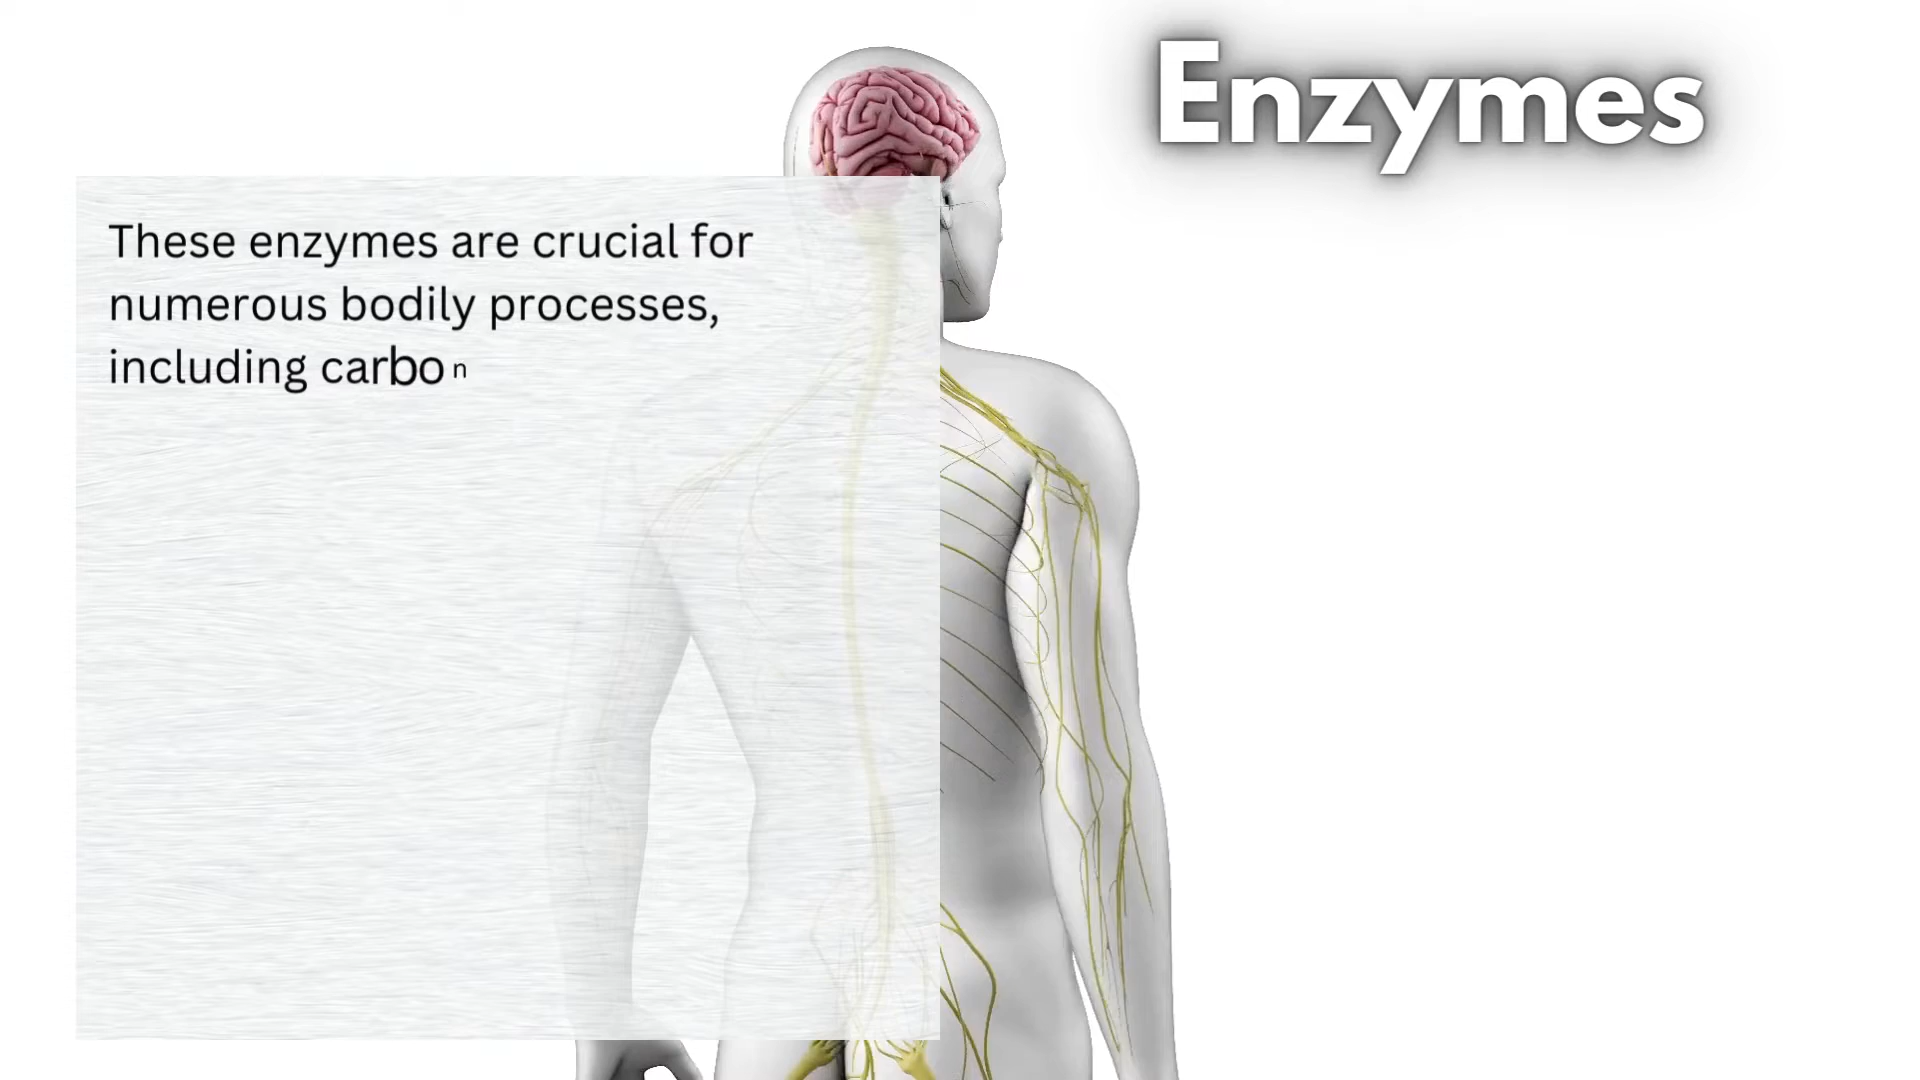 Enzymes
These enzymes are crucial for
numerous bodily processes,
including carbon